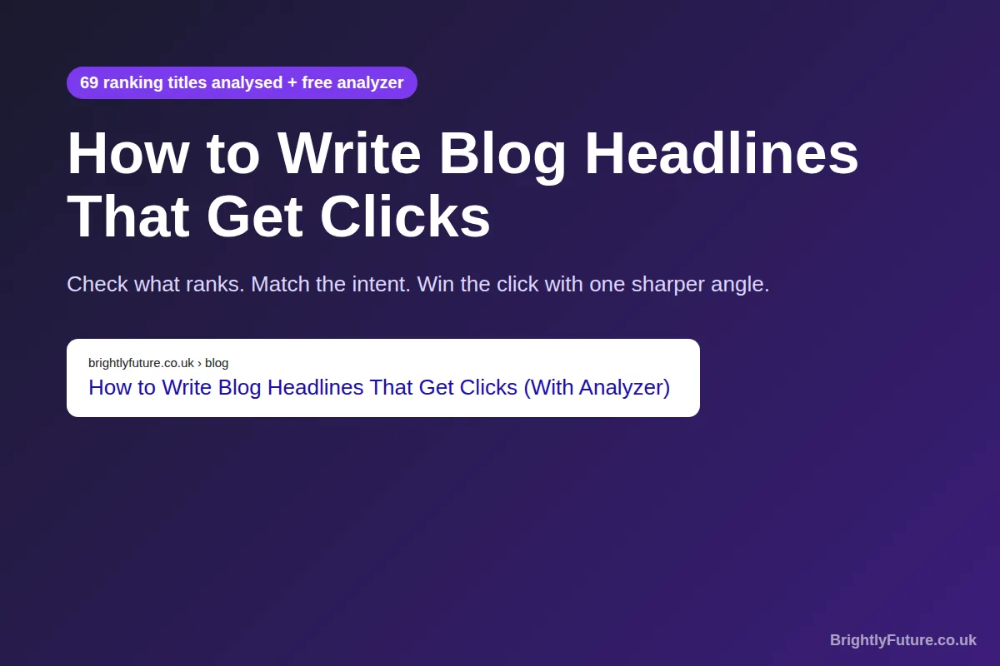 69 ranking titles analysed + free analyzer
How to Write Blog Headlines
That Get Clicks
Check what ranks. Match the intent. Win the click with one sharper angle.
brightlyfuture.co.uk › blog
How to Write Blog Headlines That Get Clicks (With Analyzer)
BrightlyFuture.co.uk